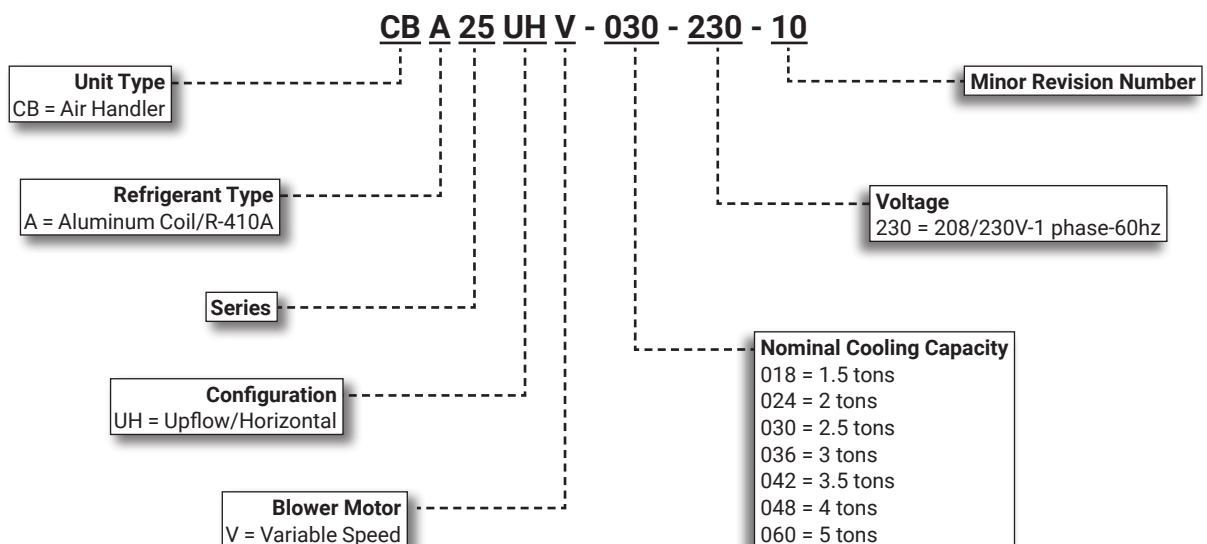 CB A 25 UH V - 030 - 230 - 10
Unit Type
CB = Air Handler
Minor Revision Number
Refrigerant Type
A = Aluminum Coil/R-410A
Voltage
230 = 208/230V-1 phase-60hz
Series
Nominal Cooling Capacity
018 = 1.5 tons
024 = 2 tons
030 = 2.5 tons
036 = 3 tons
042 = 3.5 tons
048 = 4 tons
060 = 5 tons
Configuration
UH = Upflow/Horizontal
Blower Motor
V = Variable Speed